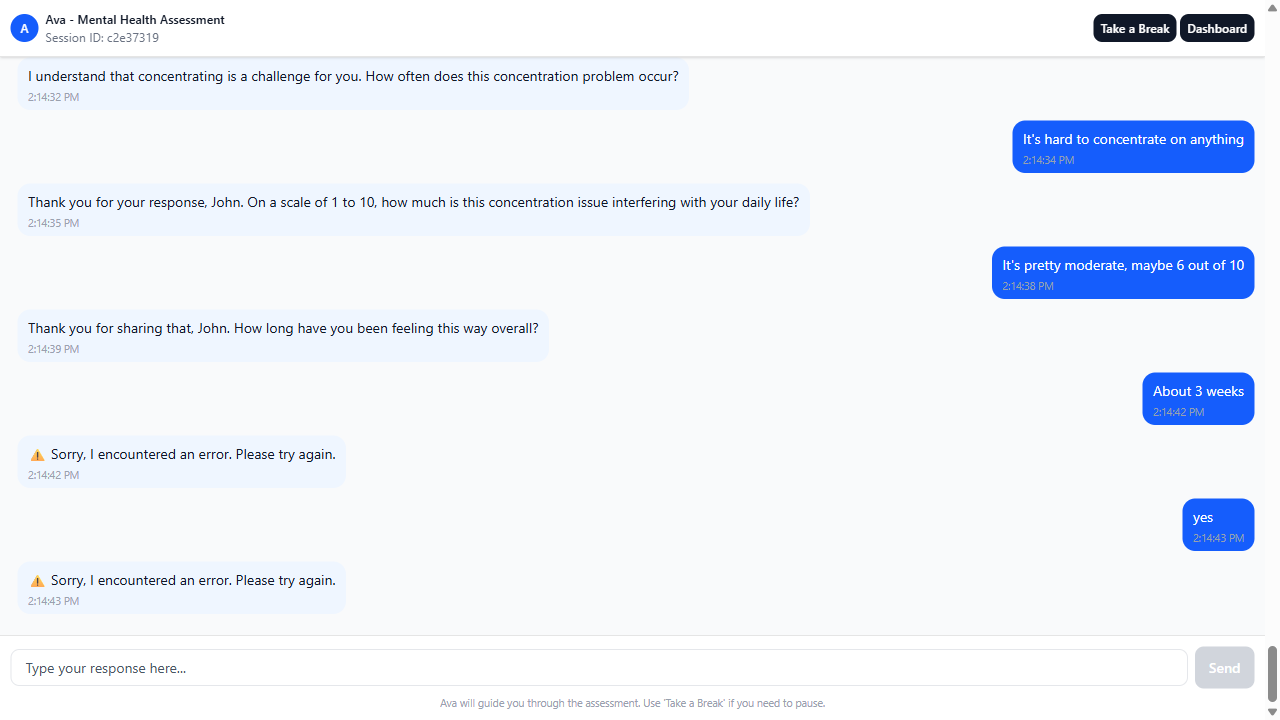 A
Ava - Mental Health Assessment
Session ID: c2e37319
Take a Break
Dashboard
I understand that concentrating is a challenge for you. How often does this concentration problem occur?
2:14:32 PM
It's hard to concentrate on anything
2:14:34 PM
Thank you for your response, John. On a scale of 1 to 10, how much is this concentration issue interfering with your daily life?
2:14:35 PM
It's pretty moderate, maybe 6 out of 10
2:14:38 PM
Thank you for sharing that, John. How long have you been feeling this way overall?
2:14:39 PM
About 3 weeks
2:14:42 PM
⚠️ Sorry, I encountered an error. Please try again.
2:14:42 PM
yes
2:14:43 PM
⚠️ Sorry, I encountered an error. Please try again.
2:14:43 PM
Type your response here...
Send
Ava will guide you through the assessment. Use 'Take a Break' if you need to pause.